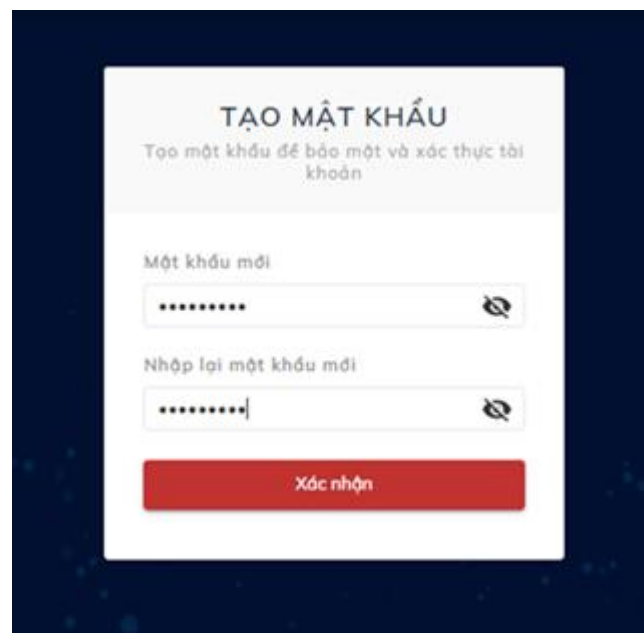 TẠO MẬT KHẨU
Tạo mật khẩu để bảo mật và xác thực tài
khoản
Mật khẩu mới
•••••••••
Nhập lại mật khẩu mới
•••••••••
Xác nhận